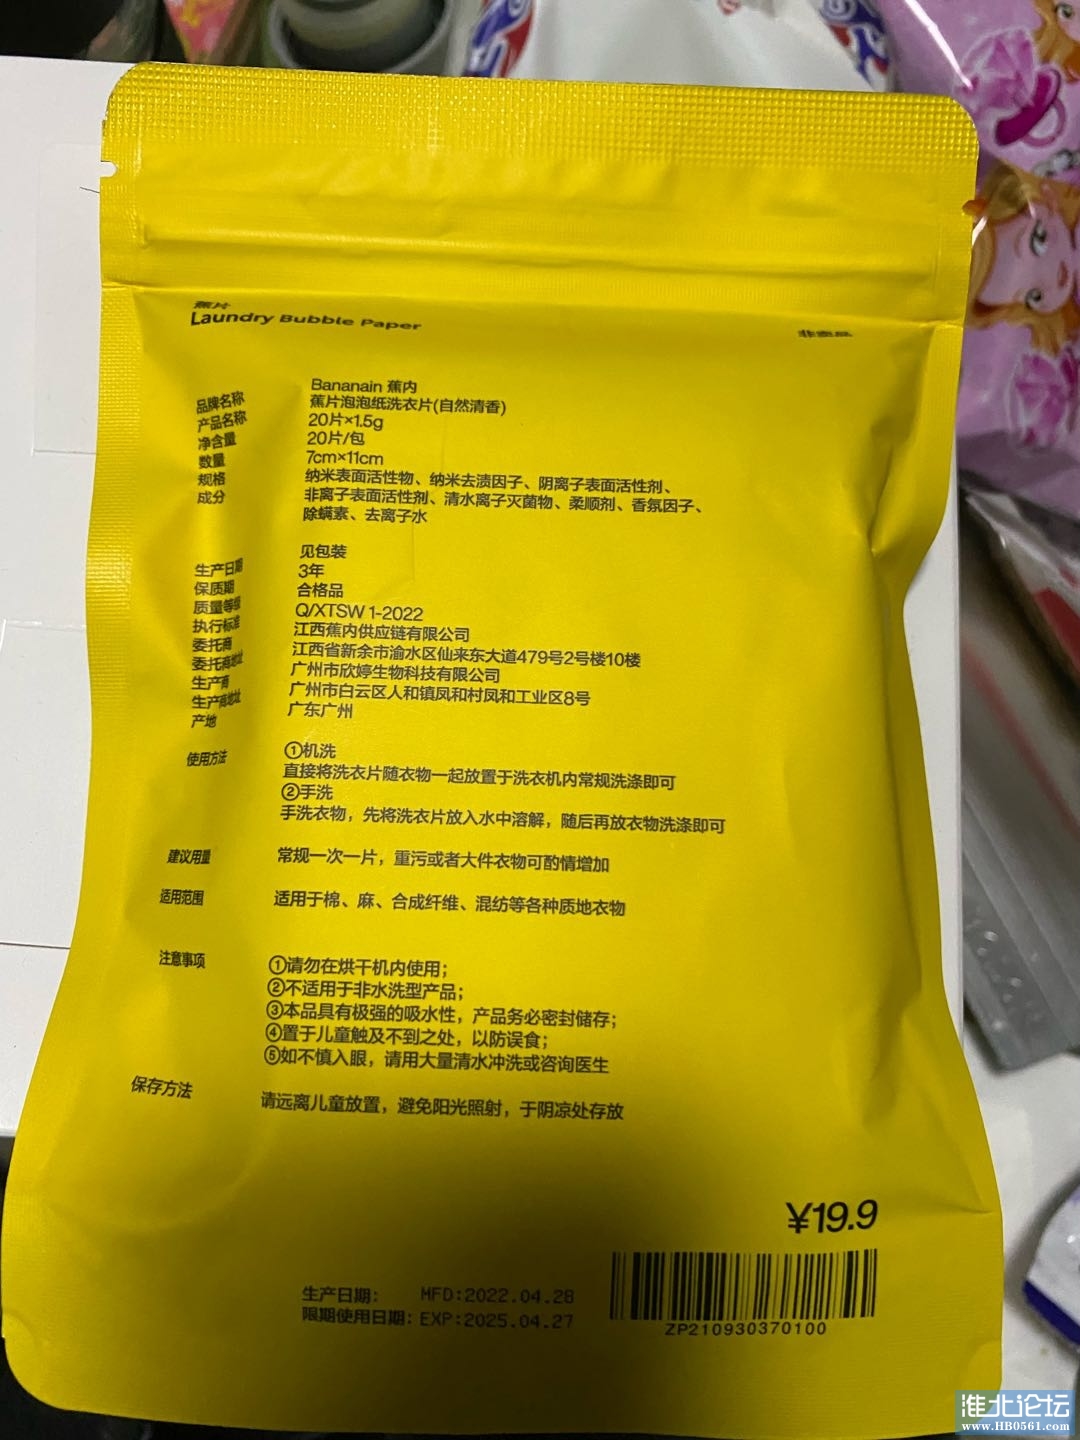 蕉片
Laundry Bubble Paper
非卖品
品牌名称 Bananain 蕉内
产品名称 蕉片泡泡纸洗衣片(自然清香)
净含量 20片×1.5g
数量 20片/包
规格 7cm×11cm
成分 纳米表面活性物、纳米去渍因子、阴离子表面活性剂、
非离子表面活性剂、清水离子灭菌物、柔顺剂、香氛因子、
除螨素、去离子水
生产日期 见包装
保质期 3年
质量等级 合格品
执行标准 Q/XTSW 1-2022
委托商 江西蕉内供应链有限公司
委托商地址 江西省新余市渝水区仙来东大道479号2号楼10楼
生产商 广州市欣婷生物科技有限公司
生产商地址 广州市白云区人和镇凤和村凤和工业区8号
产地 广东广州
使用方法 ①机洗
直接将洗衣片随衣物一起放置于洗衣机内常规洗涤即可
②手洗
手洗衣物，先将洗衣片放入水中溶解，随后再放衣物洗涤即可
建议用量 常规一次一片，重污或者大件衣物可酌情增加
适用范围 适用于棉、麻、合成纤维、混纺等各种质地衣物
注意事项 ①请勿在烘干机内使用；
②不适用于非水洗型产品；
③本品具有极强的吸水性，产品务必密封储存；
④置于儿童触及不到之处，以防误食；
⑤如不慎入眼，请用大量清水冲洗或咨询医生
保存方法 请远离儿童放置，避免阳光照射，于阴凉处存放
¥19.9
生产日期： MFD:2022.04.28
限期使用日期：EXP:2025.04.27
ZP210930370100
淮北论坛
www.HB0561.com